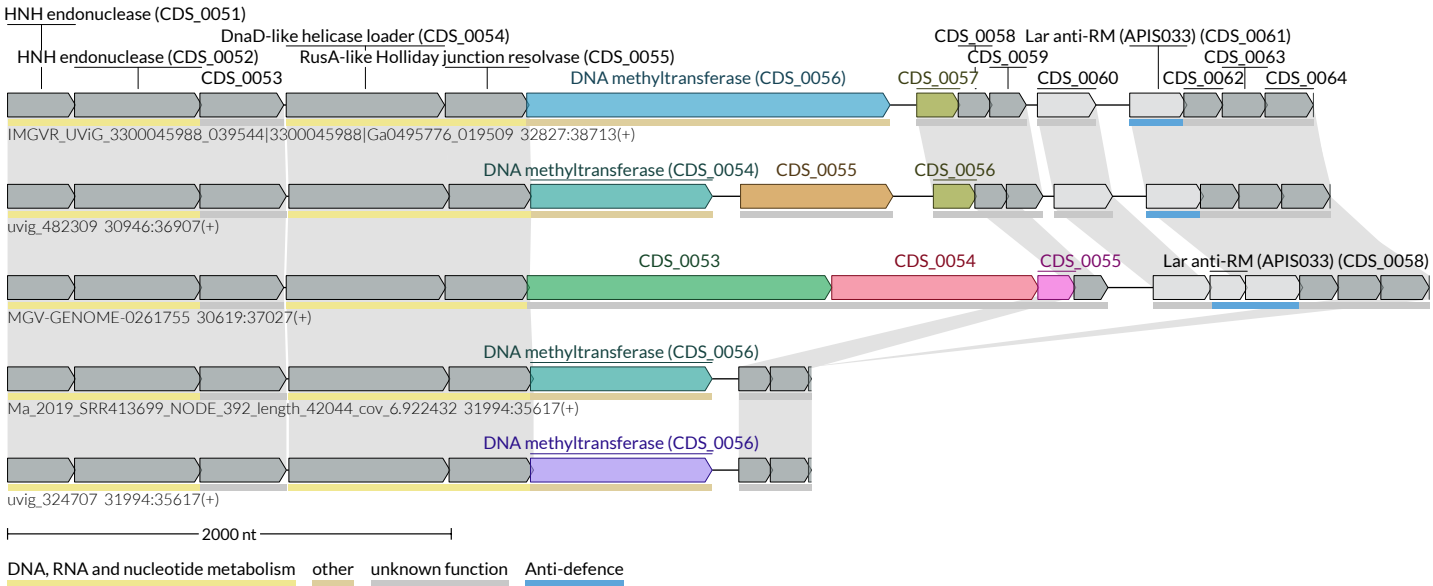 HNH endonuclease (CDS_0051)
DnaD-like helicase loader (CDS_0054)
CDS_0058 Lar anti-RM (APIS033) (CDS_0061)
HNH endonuclease (CDS_0052) RusA-like Holliday junction resolvase (CDS_0055)
CDS_0059 CDS_0063
CDS_0053 DNA methyltransferase (CDS_0056) CDS_0057 CDS_0060 CDS_0062 CDS_0064
IMGVR_UViG_3300045988_039544|3300045988|Ga0495776_019509 32827:38713(+)
DNA methyltransferase (CDS_0054) CDS_0055 CDS_0056
uvig_482309 30946:36907(+)
CDS_0053 CDS_0054 CDS_0055 Lar anti-RM (APIS033) (CDS_0058)
MGV-GENOME-0261755 30619:37027(+)
DNA methyltransferase (CDS_0056)
Ma_2019_SRR413699_NODE_392_length_42044_cov_6.922432 31994:35617(+)
DNA methyltransferase (CDS_0056)
uvig_324707 31994:35617(+)
2000 nt
DNA, RNA and nucleotide metabolism other unknown function Anti-defence